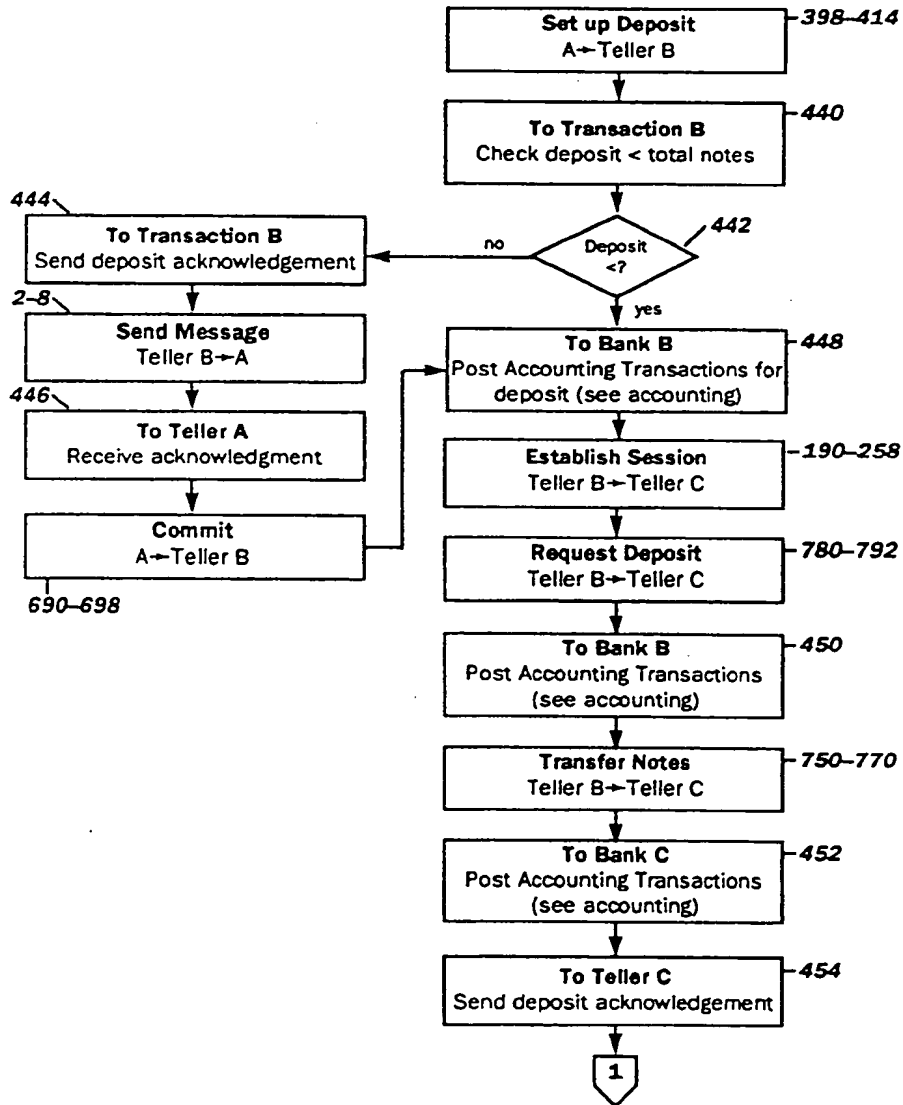 Set up Deposit
A→Teller B
398–414
To Transaction B
Check deposit < total notes
440
Deposit
<?
442
no
yes
444
To Transaction B
Send deposit acknowledgement
2–8
Send Message
Teller B→A
446
To Teller A
Receive acknowledgment
Commit
A→Teller B
690–698
To Bank B
Post Accounting Transactions for
deposit (see accounting)
448
Establish Session
Teller B→Teller C
190–258
Request Deposit
Teller B→Teller C
780–792
To Bank B
Post Accounting Transactions
(see accounting)
450
Transfer Notes
Teller B→Teller C
750–770
To Bank C
Post Accounting Transactions
(see accounting)
452
To Teller C
Send deposit acknowledgement
454
1